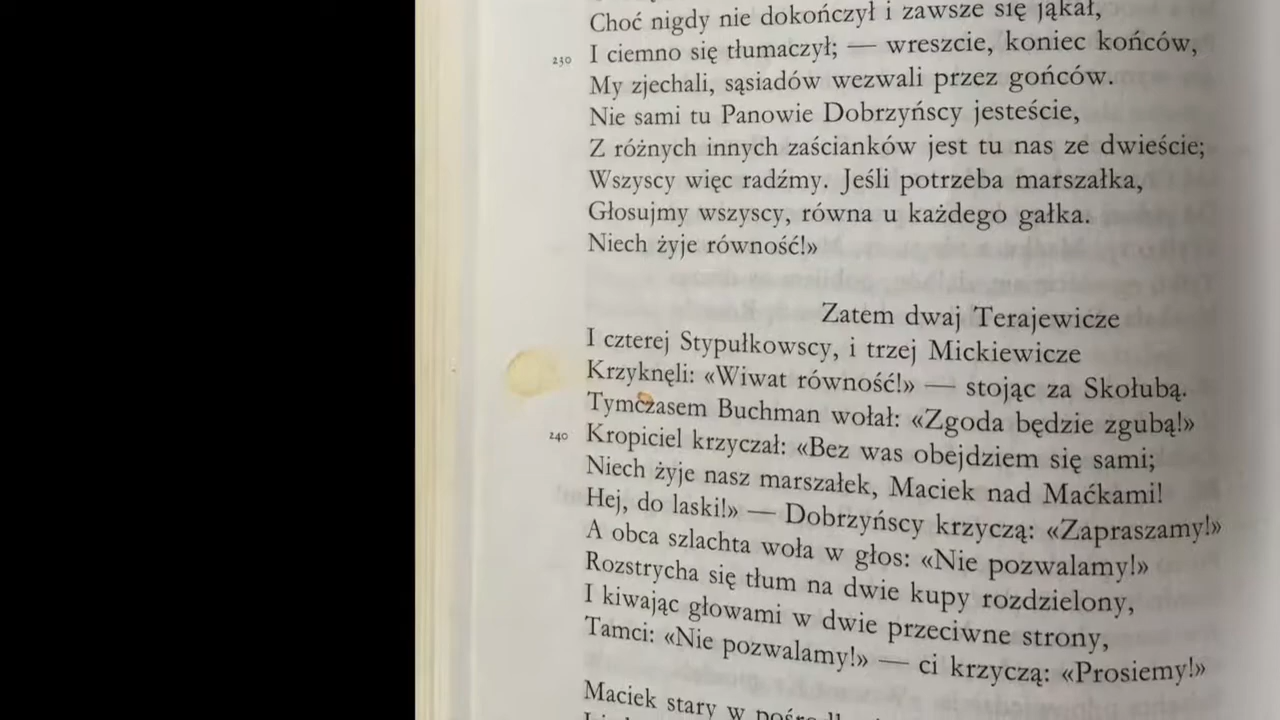 Choć nigdy nie dokończył i zawsze się jąkał,
230 I ciemno się tłumaczył; — wreszcie, koniec końców,
My zjechali, sąsiadów wezwali przez gońców.
Nie sami tu Panowie Dobrzyńscy jesteście,
Z różnych innych zaścianków jest tu nas ze dwieście;
Wszyscy więc radźmy. Jeśli potrzeba marszałka,
Głosujmy wszyscy, równa u każdego gałka.
Niech żyje równość!»
Zatem dwaj Terajewicze
I czterej Stypułkowscy, i trzej Mickiewicze
Krzyknęli: «Wiwat równość!» — stojąc za Skołubą.
Tymczasem Buchman wołał: «Zgoda będzie zgubą!»
240 Kropiciel krzyczał: «Bez was obejdziem się sami;
Niech żyje nasz marszałek, Maciek nad Maćkami!
Hej, do laski!» — Dobrzyńscy krzyczą: «Zapraszamy!»
A obca szlachta woła w głos: «Nie pozwalamy!»
Rozstrycha się tłum na dwie kupy rozdzielony,
I kiwając głowami w dwie przeciwne strony,
Tamci: «Nie pozwalamy!» — ci krzyczą: «Prosiemy!»
Maciek stary w